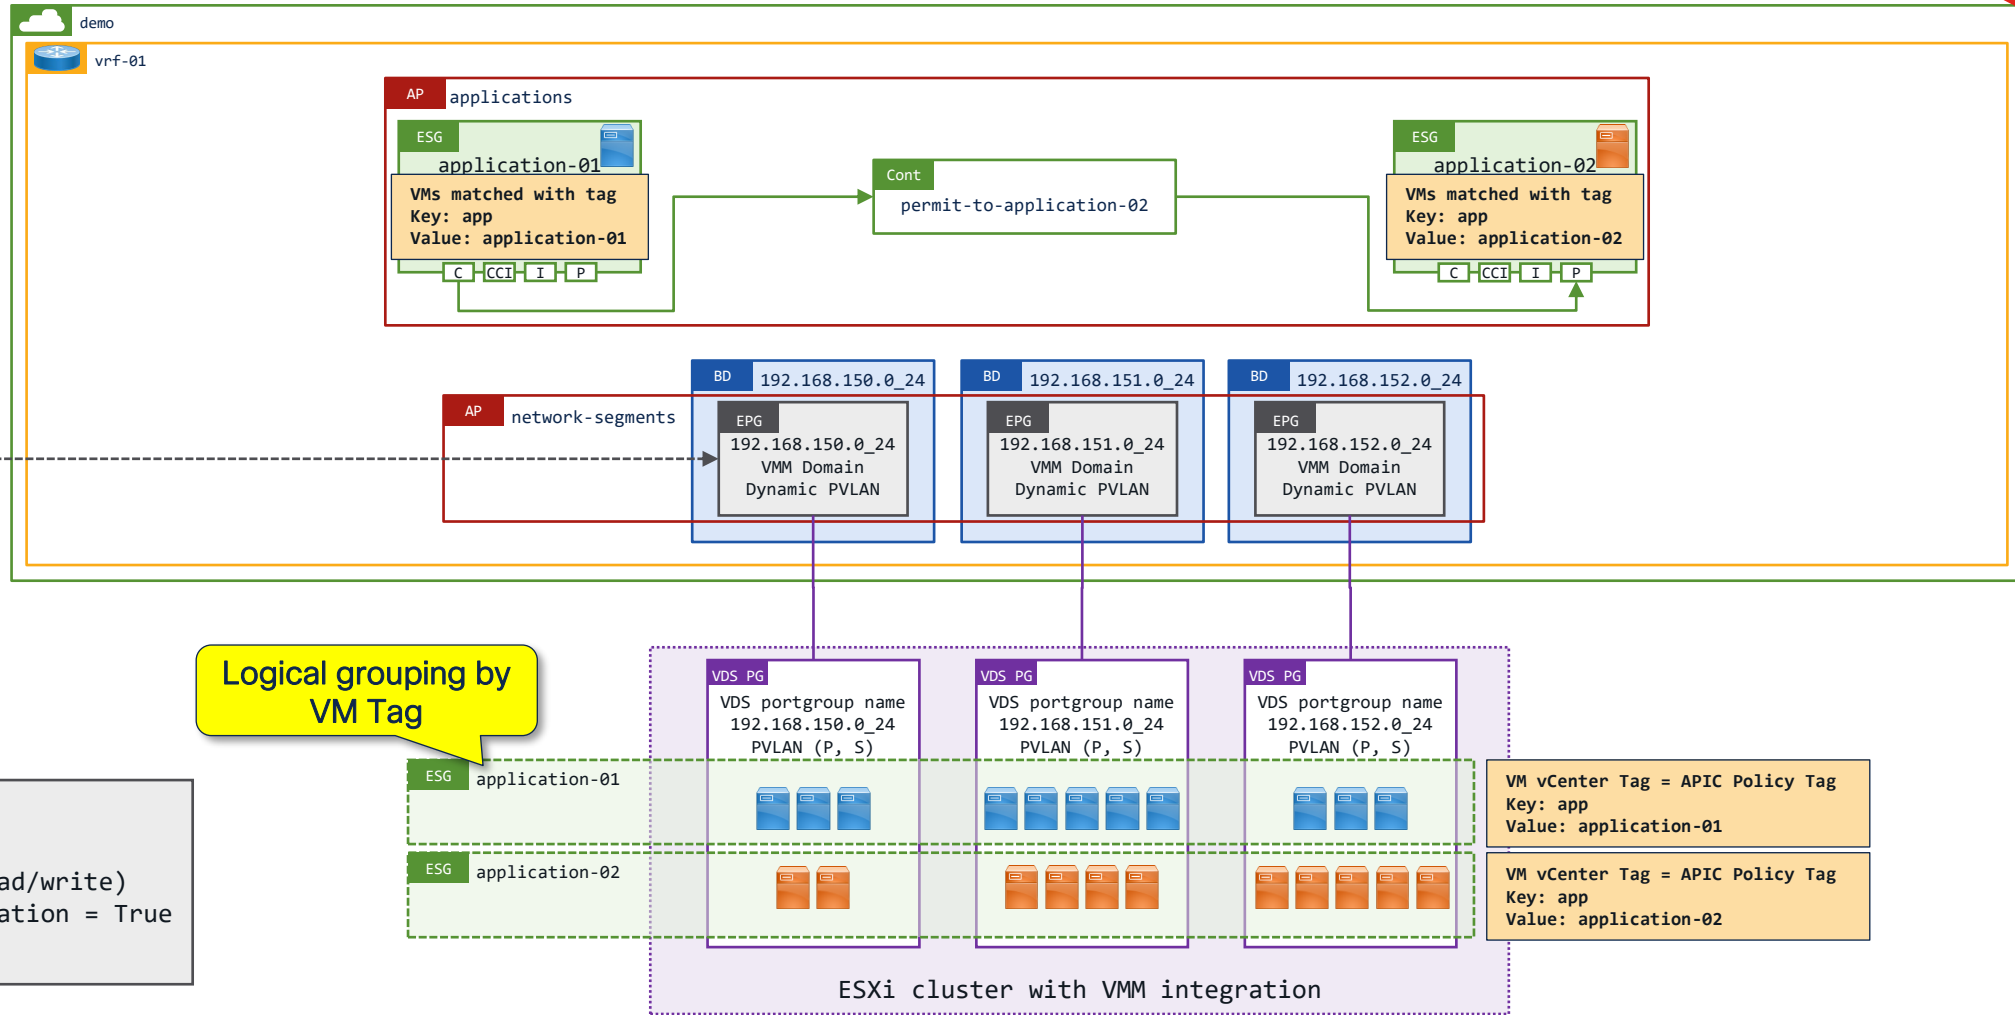 demo
vrf-01
AP
applications
ESG
application-01
VMs matched with tag
Key: app
Value: application-01
C
CCI
I
P
Cont
permit-to-application-02
ESG
application-02
VMs matched with tag
Key: app
Value: application-02
C
CCI
I
P
AP
network-segments
BD
192.168.150.0_24
EPG
192.168.150.0_24
VMM Domain
Dynamic PVLAN
BD
192.168.151.0_24
EPG
192.168.151.0_24
VMM Domain
Dynamic PVLAN
BD
192.168.152.0_24
EPG
192.168.152.0_24
VMM Domain
Dynamic PVLAN
Logical grouping by
VM Tag
VDS PG
VDS portgroup name
192.168.150.0_24
PVLAN (P, S)
VDS PG
VDS portgroup name
192.168.151.0_24
PVLAN (P, S)
VDS PG
VDS portgroup name
192.168.152.0_24
PVLAN (P, S)
ESG
application-01
VM vCenter Tag = APIC Policy Tag
Key: app
Value: application-01
ESG
application-02
VM vCenter Tag = APIC Policy Tag
Key: app
Value: application-02
ad/write)
ation = True
ESXi cluster with VMM integration